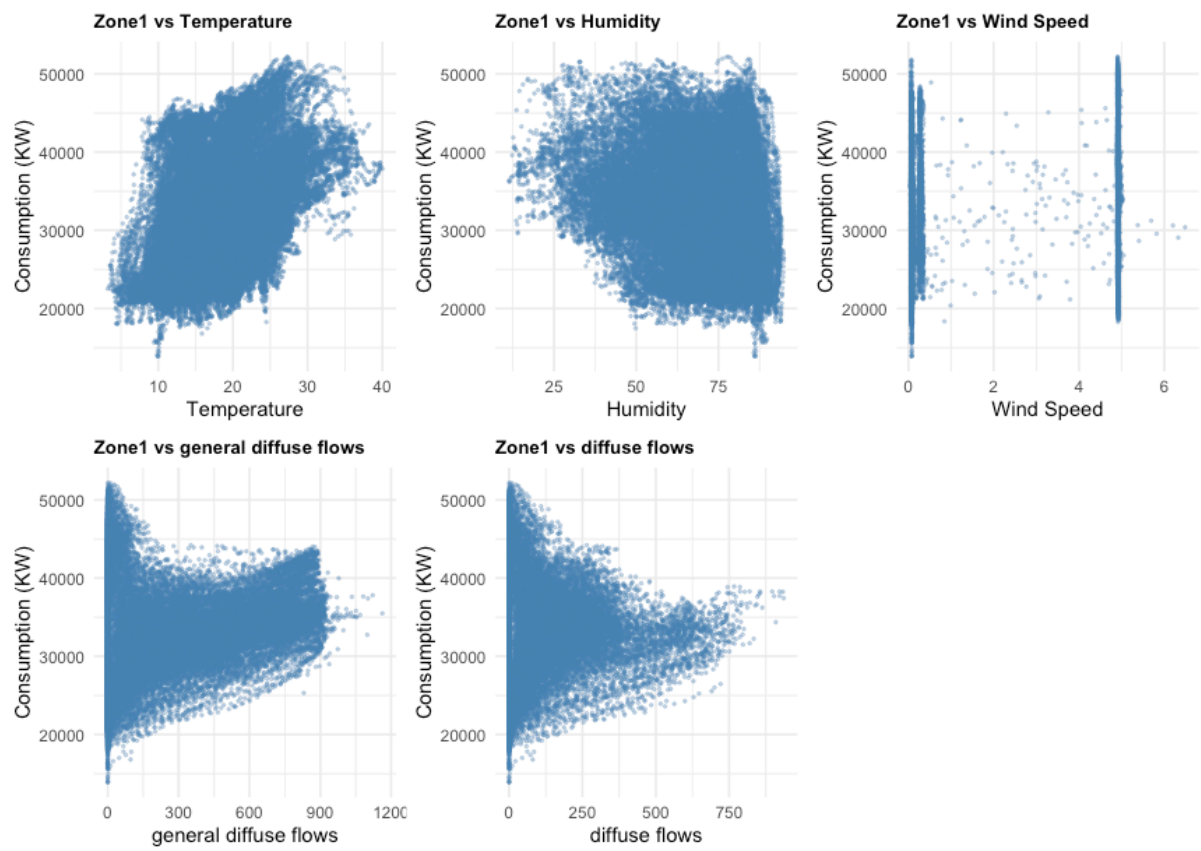 Zone1 vs Temperature
Consumption (KW)
50000
40000
30000
20000
10 20 30 40
Temperature
Zone1 vs Humidity
Consumption (KW)
50000
40000
30000
20000
25 50 75
Humidity
Zone1 vs Wind Speed
Consumption (KW)
50000
40000
30000
20000
0 2 4 6
Wind Speed
Zone1 vs general diffuse flows
Consumption (KW)
50000
40000
30000
20000
0 300 600 900 1200
general diffuse flows
Zone1 vs diffuse flows
Consumption (KW)
50000
40000
30000
20000
0 250 500 750
diffuse flows